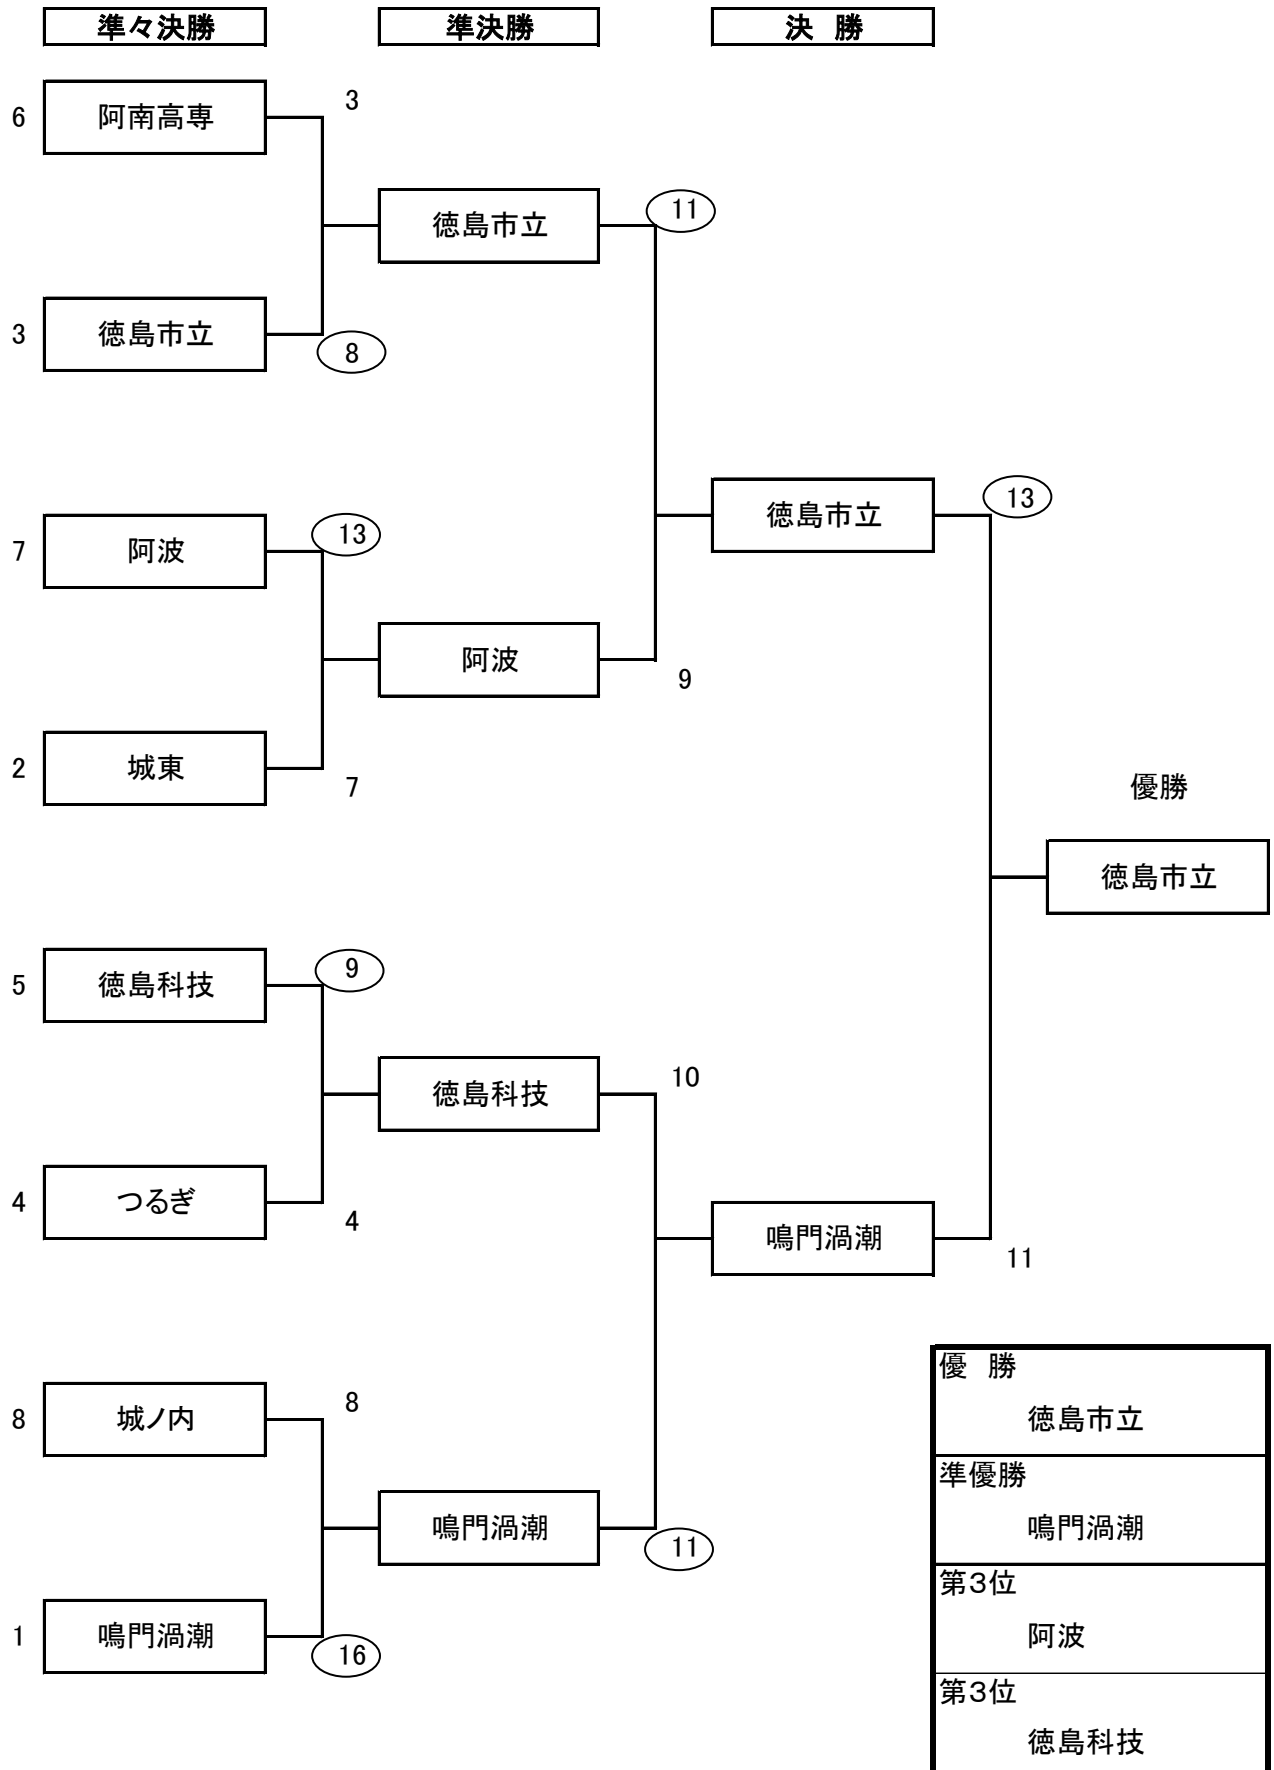 準々決勝 準決勝 決 勝
3
6 阿南高専
徳島市立 11
3 徳島市立
8
13
7 阿波
徳島市立 13
阿波
9
2 城東
7
優勝
徳島市立
9
5 徳島科技
徳島科技 10
4 つるぎ
4
鳴門渦潮
11
8
8 城ノ内
鳴門渦潮
11
1 鳴門渦潮
16
優 勝
徳島市立
準優勝
鳴門渦潮
第3位
阿波
第3位
徳島科技